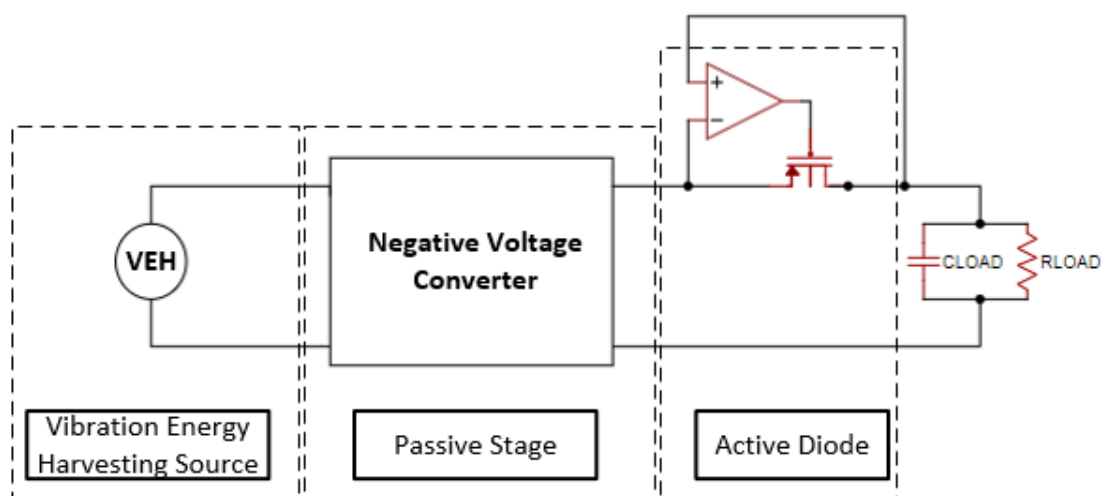 +
−
VEH
Negative Voltage
Converter
CLOAD
RLOAD
Vibration Energy
Harvesting Source
Passive Stage
Active Diode